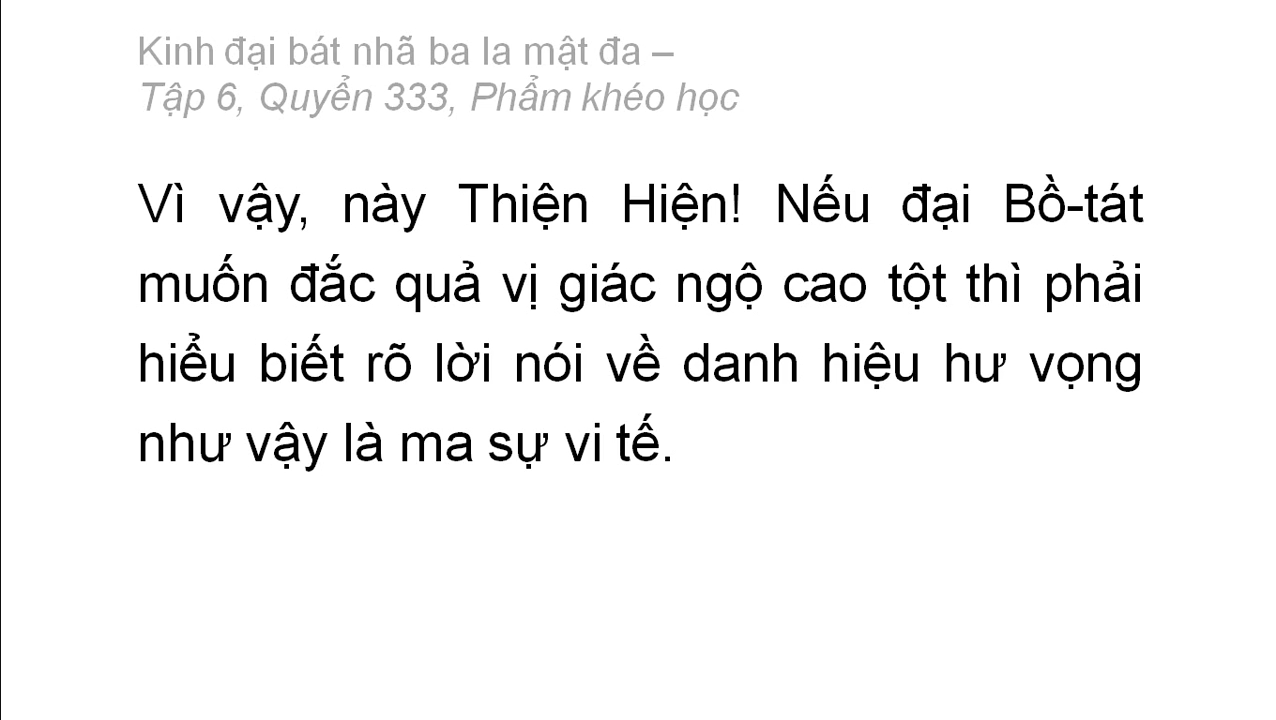 Kinh đại bát nhã ba la mật đa –
Tập 6, Quyển 333, Phẩm khéo học
Vì vậy, này Thiện Hiện! Nếu đại Bồ-tát
muốn đắc quả vị giác ngộ cao tột thì phải
hiểu biết rõ lời nói về danh hiệu hư vọng
như vậy là ma sự vi tế.